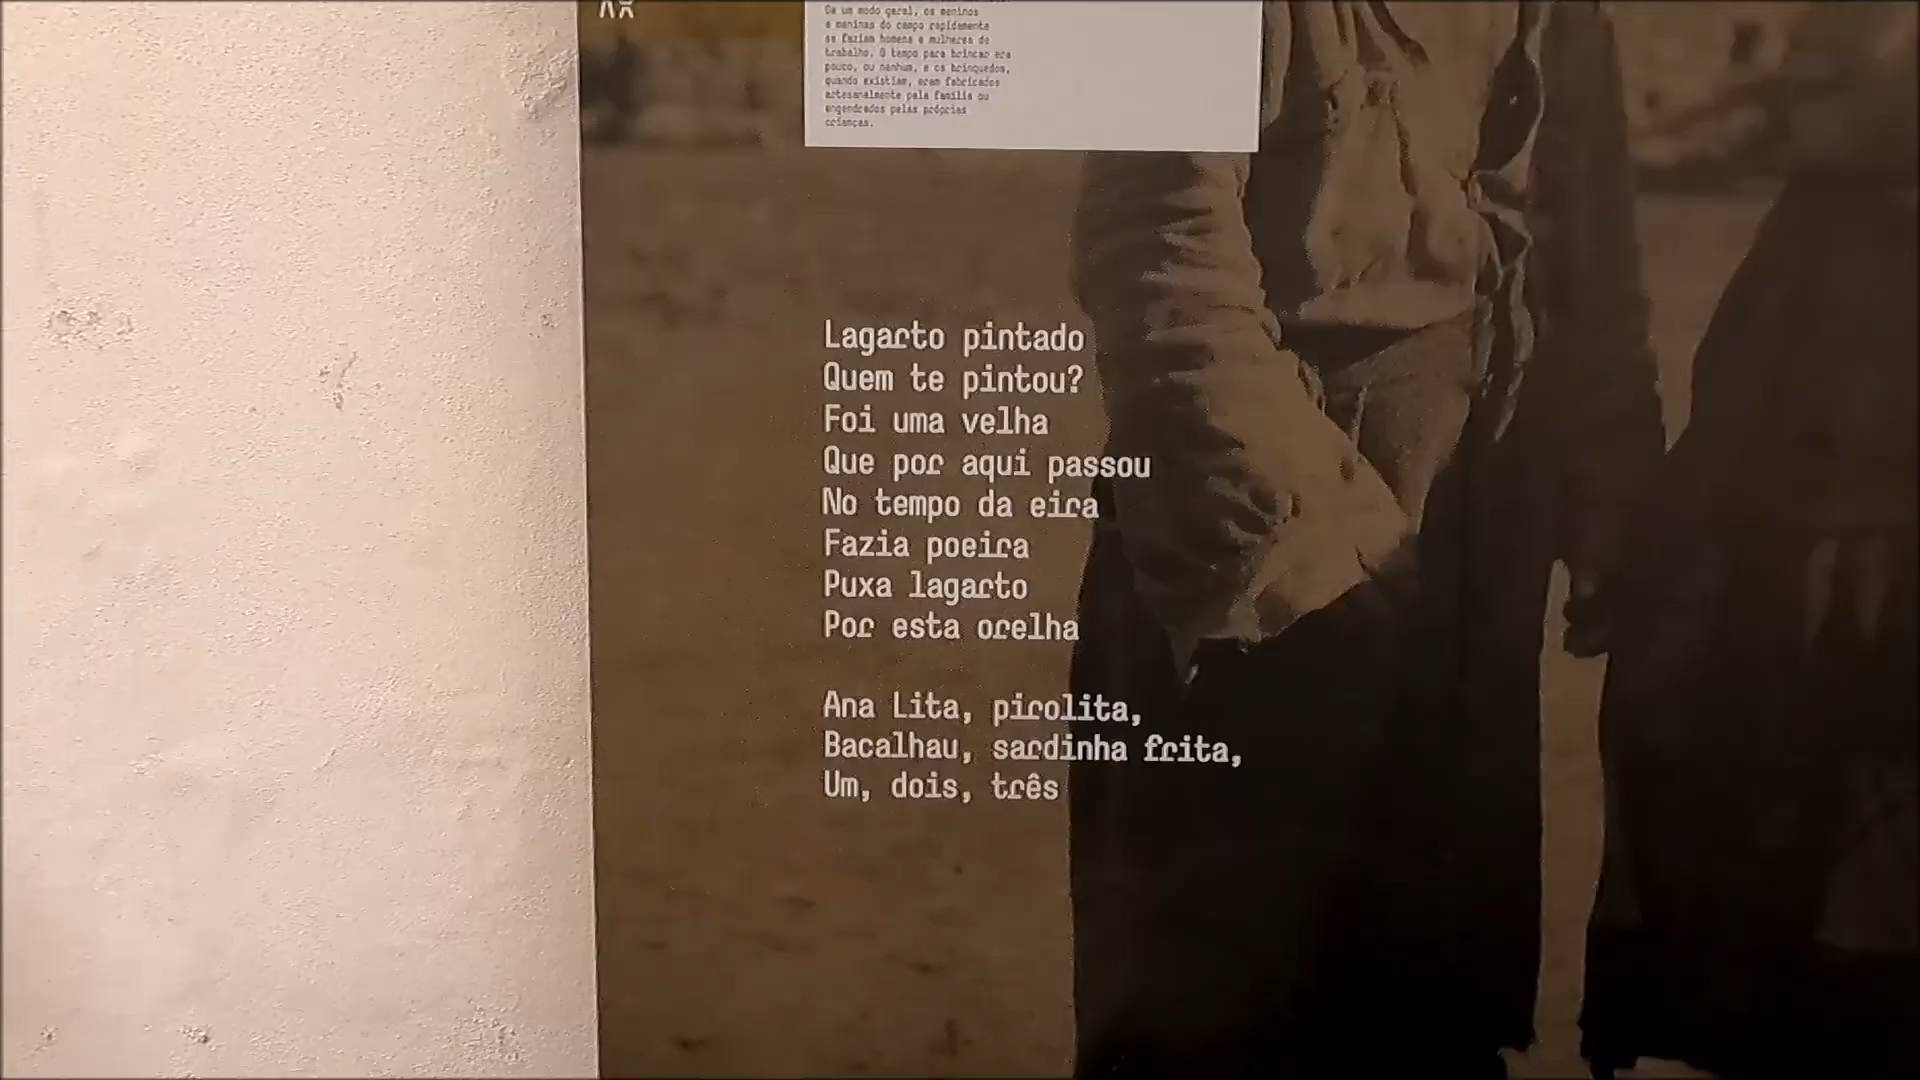 De um modo geral, os meninos
e meninas do campo rapidamente
se faziam homens e mulheres de
trabalho. O tempo para brincar era
pouco, ou nenhum, e os brinquedos,
quando existiam, eram fabricados
artesanalmente pela família ou
engendrados pelas próprias
crianças.
Lagarto pintado
Quem te pintou?
Foi uma velha
Que por aqui passou
No tempo da eira
Fazia poeira
Puxa lagarto
Por esta orelha
Ana Lita, pirolita,
Bacalhau, sardinha frita,
Um, dois, três